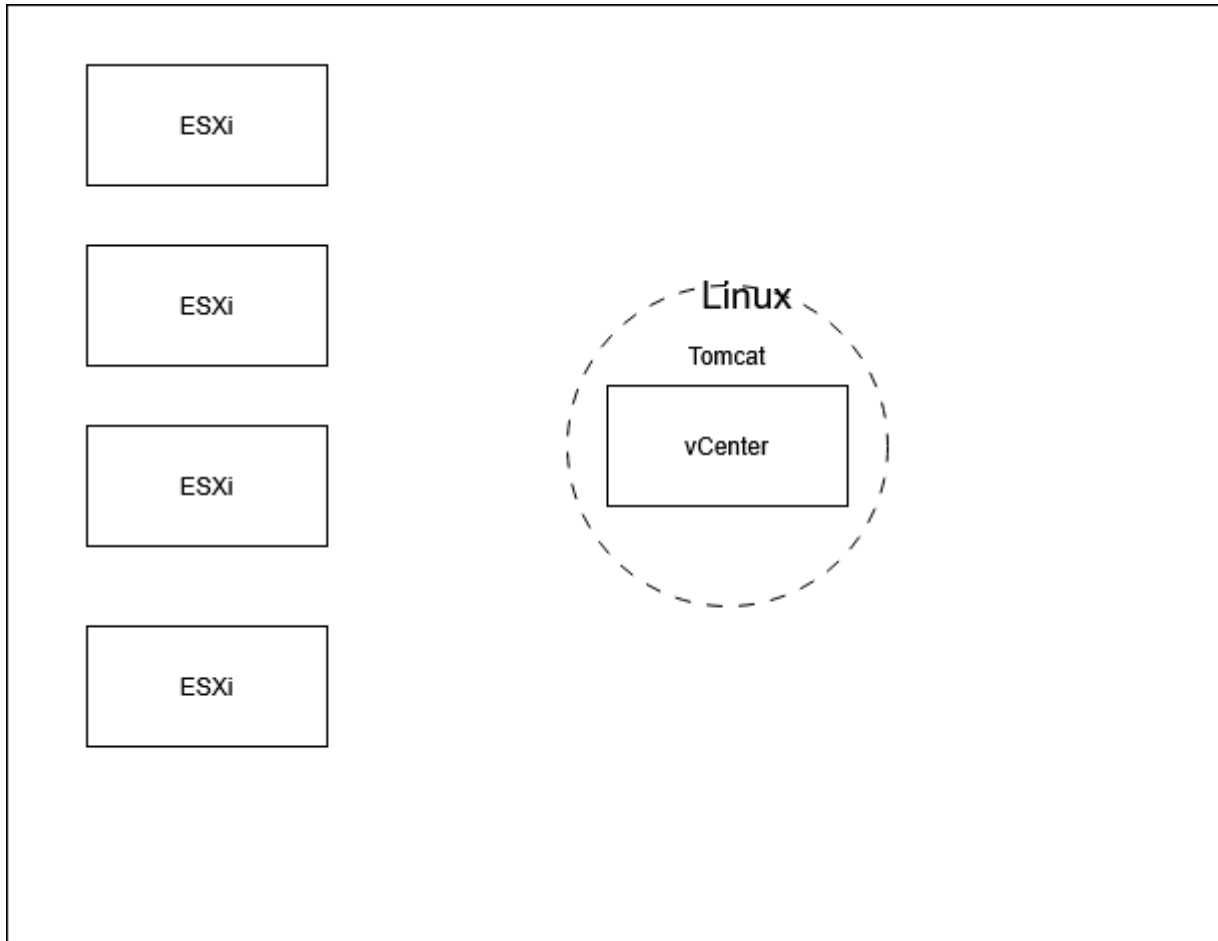 ESXi
ESXi
Linux
Tomcat
vCenter
ESXi
ESXi